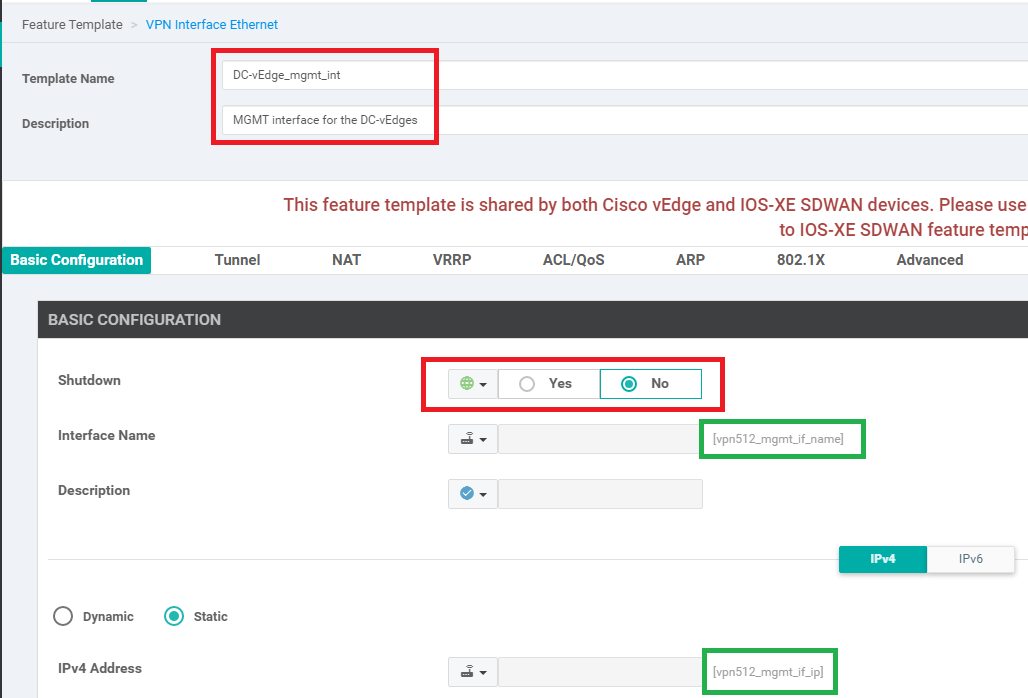 Feature Template > VPN Interface Ethernet
Template Name
DC-vEdge_mgmt_int
Description
MGMT interface for the DC-vEdges
This feature template is shared by both Cisco vEdge and IOS-XE SDWAN devices. Please use
to IOS-XE SDWAN feature temp
Basic Configuration Tunnel NAT VRRP ACL/QoS ARP 802.1X Advanced
BASIC CONFIGURATION
Shutdown Yes No
Interface Name [vpn512_mgmt_if_name]
Description
IPv4 IPv6
Dynamic Static
IPv4 Address [vpn512_mgmt_if_ip]